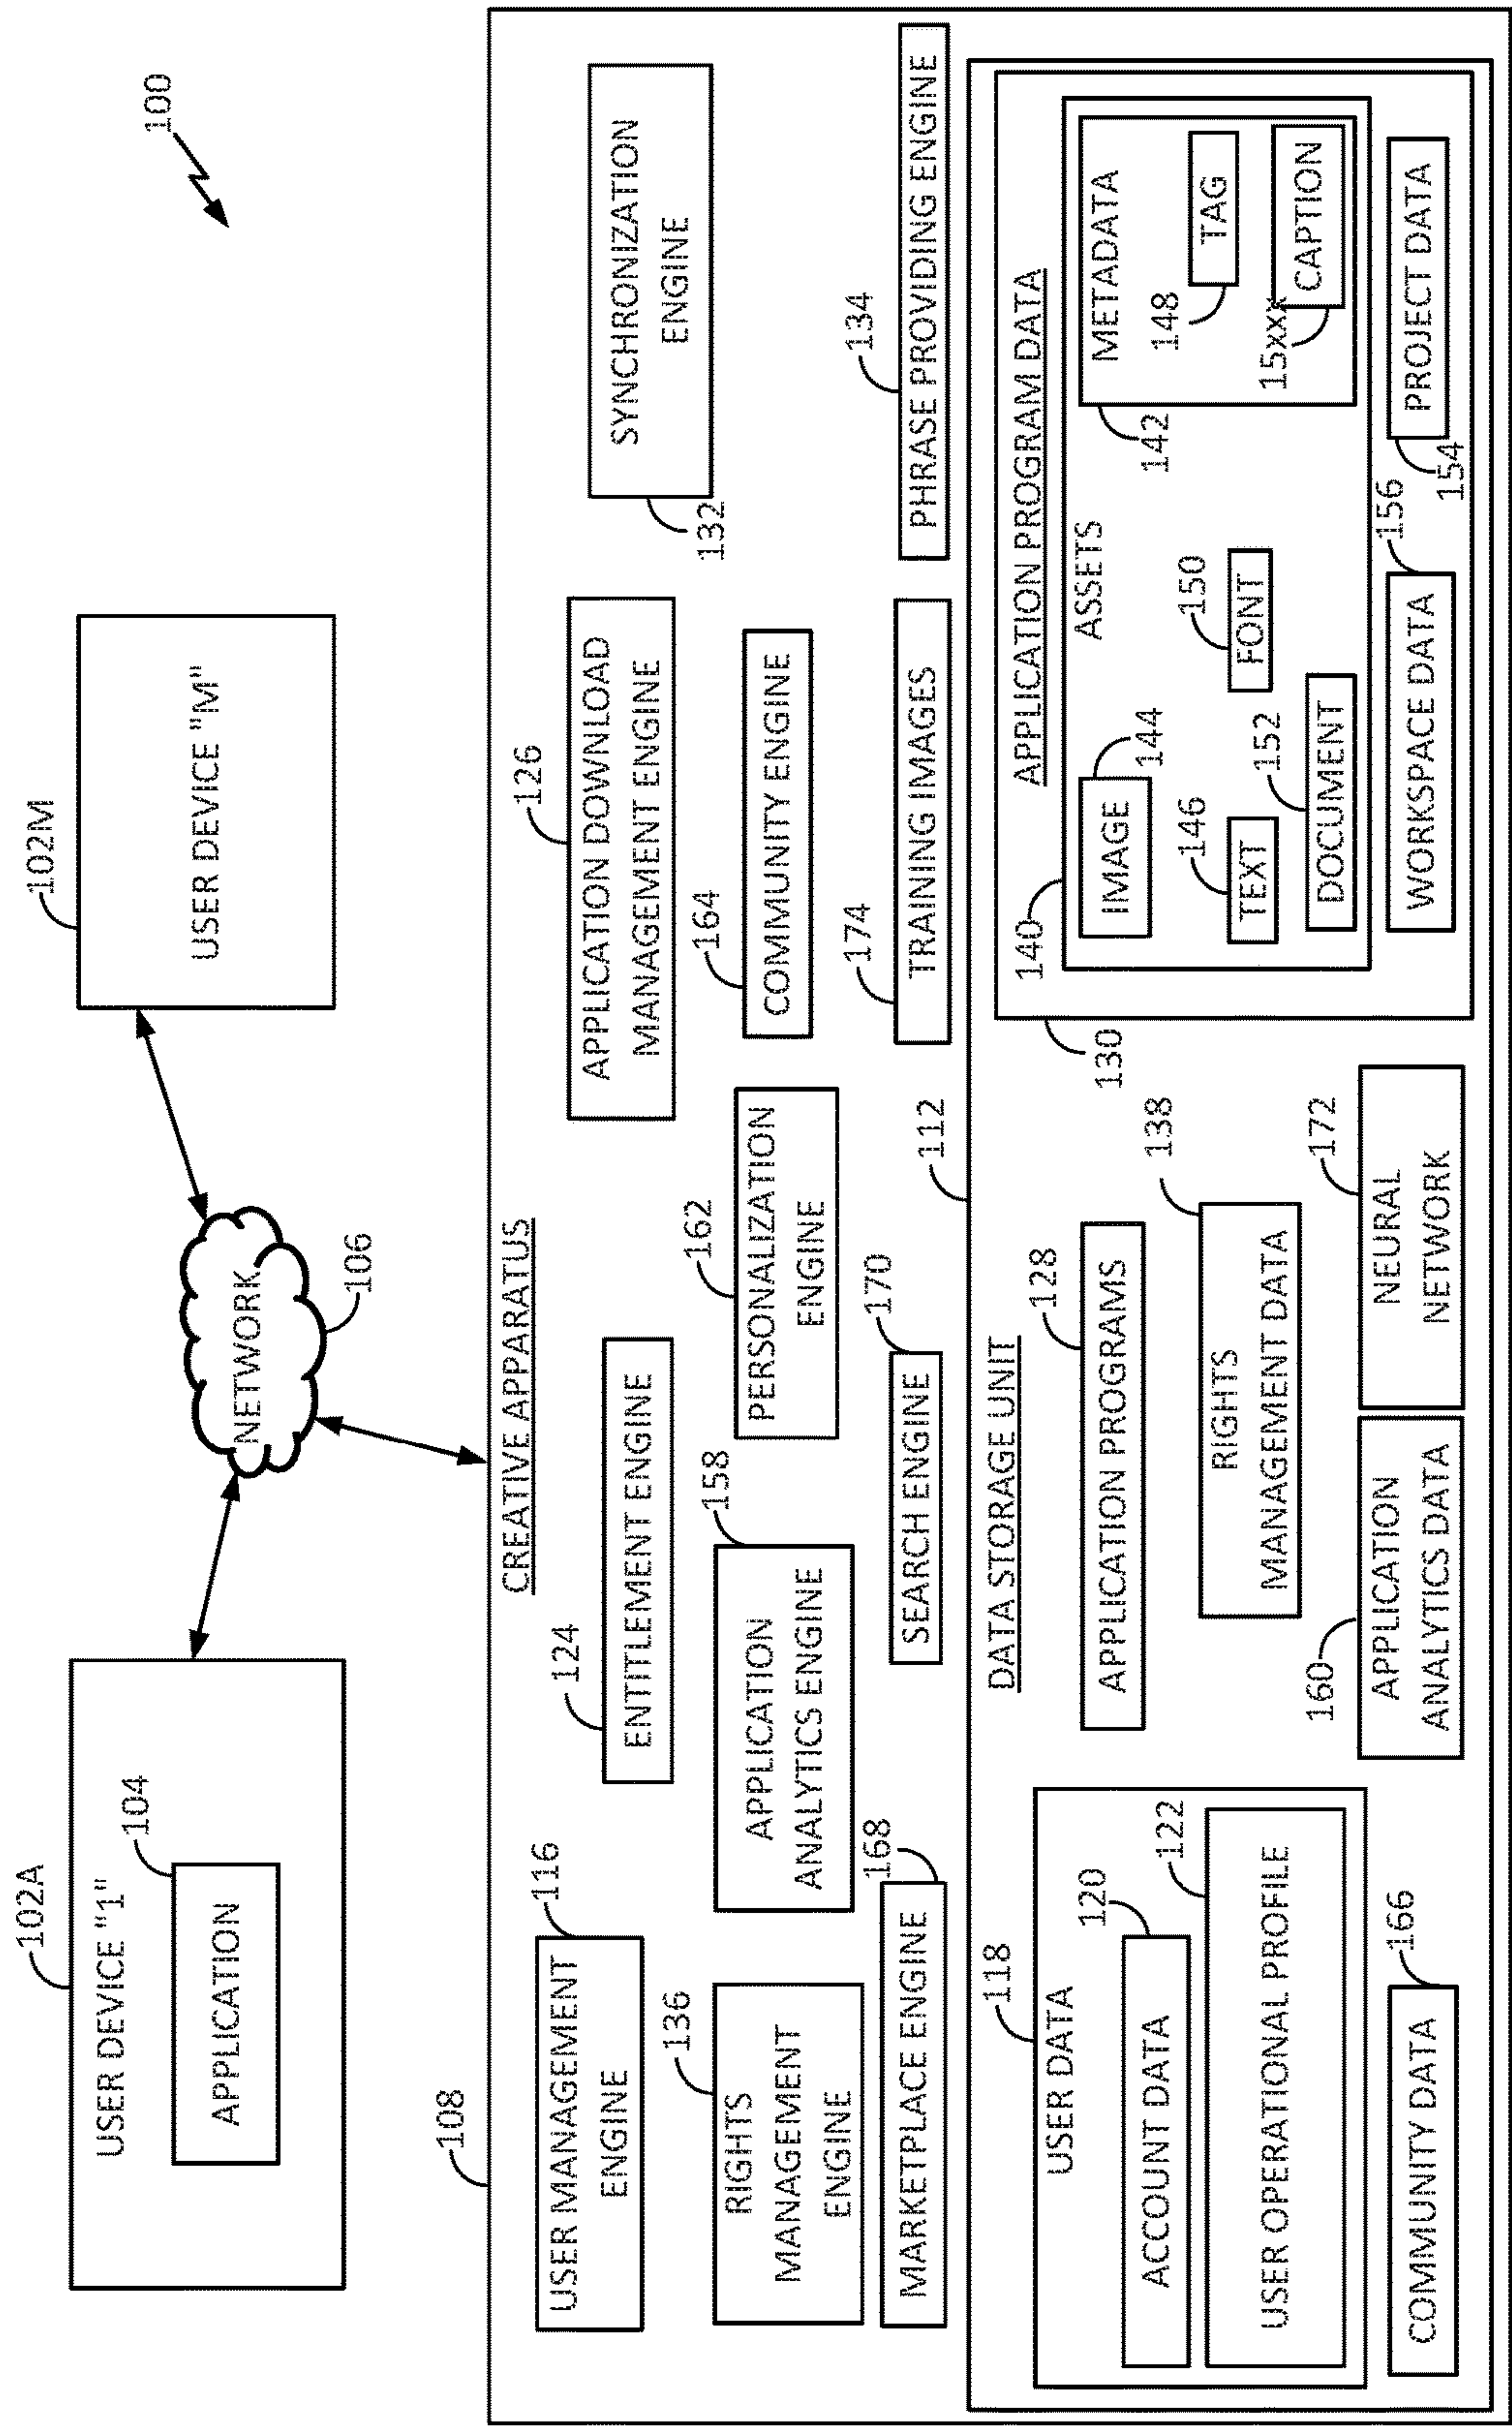 100
102A
USER DEVICE "1"
104
APPLICATION
102M
USER DEVICE "M"
NETWORK
106
108
CREATIVE APPARATUS
116
USER MANAGEMENT
ENGINE
124
ENTITLEMENT ENGINE
126
APPLICATION DOWNLOAD
MANAGEMENT ENGINE
SYNCHRONIZATION
ENGINE
132
136
RIGHTS
MANAGEMENT
ENGINE
158
APPLICATION
ANALYTICS ENGINE
162
PERSONALIZATION
ENGINE
164
COMMUNITY ENGINE
168
MARKETPLACE ENGINE
170
SEARCH ENGINE
174
TRAINING IMAGES
134
PHRASE PROVIDING ENGINE
112
DATA STORAGE UNIT
118
USER DATA
120
ACCOUNT DATA
122
USER OPERATIONAL PROFILE
166
COMMUNITY DATA
128
APPLICATION PROGRAMS
138
RIGHTS
MANAGEMENT DATA
160
APPLICATION
ANALYTICS DATA
172
NEURAL
NETWORK
130
APPLICATION PROGRAM DATA
140
ASSETS
IMAGE
144
146
TEXT
150
FONT
152
DOCUMENT
142
METADATA
148
TAG
15xxx
CAPTION
156
WORKSPACE DATA
154
PROJECT DATA